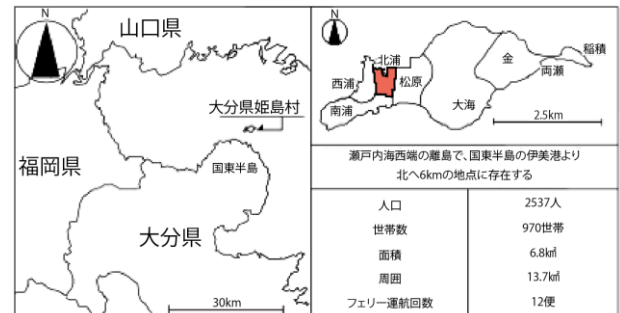 N
山口県
大分県姫島村
福岡県
国東半島
大分県
30km
N
北浦
西浦
松原
南浦
大海
金
両瀬
稲積
2.5km
瀬戸内海西端の離島で、国東半島の伊美港より
北へ6kmの地点に存在する
人口 2537人
世帯数 970世帯
面積 6.8k㎡
周囲 13.7k㎡
フェリー運航回数 12便